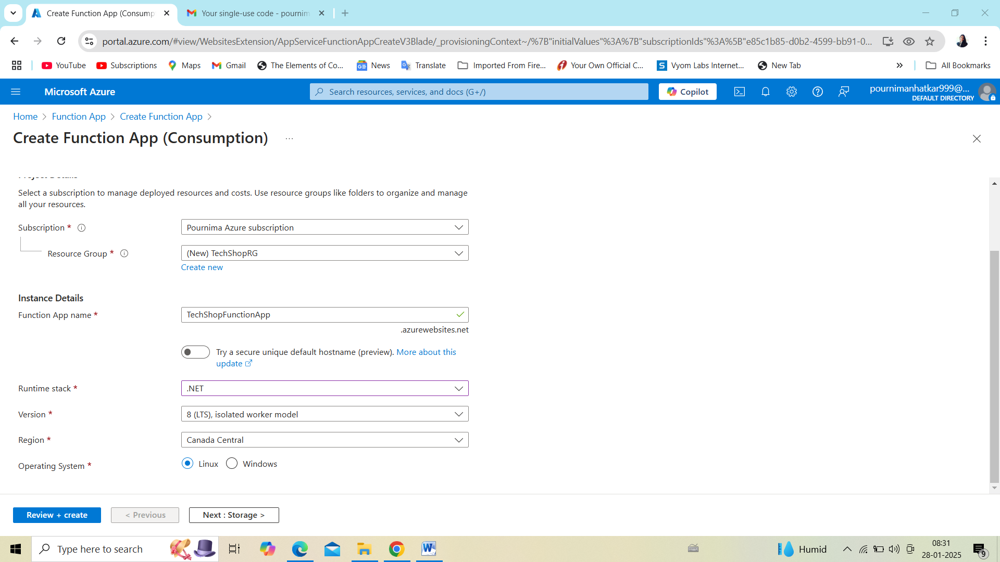 Create Function App (Consump
Your single-use code - pournim
portal.azure.com/#view/WebsitesExtension/AppServiceFunctionAppCreateV3Blade/_provisioningContext~/%7B"initialValues"%3A%7B"subscriptionIds"%3A%5B"e85c1b85-d0b2-4599-bb91-0...
YouTube Subscriptions Maps Gmail The Elements of Co... News Translate Imported From Fire... Your Own Official C... Vyom Labs Internet... New Tab » All Bookmarks
Microsoft Azure
Search resources, services, and docs (G+/)
Copilot
pournimanhatkar999@...
DEFAULT DIRECTORY
Home > Function App > Create Function App >
Create Function App (Consumption) ...
Project Details
Select a subscription to manage deployed resources and costs. Use resource groups like folders to organize and manage
all your resources.
Subscription *
Pournima Azure subscription
Resource Group *
(New) TechShopRG
Create new
Instance Details
Function App name *
TechShopFunctionApp
.azurewebsites.net
Try a secure unique default hostname (preview). More about this
update
Runtime stack *
.NET
Version *
8 (LTS), isolated worker model
Region *
Canada Central
Operating System *
Linux Windows
Review + create
< Previous
Next : Storage >
Type here to search
Humid
08:31
28-01-2025
9